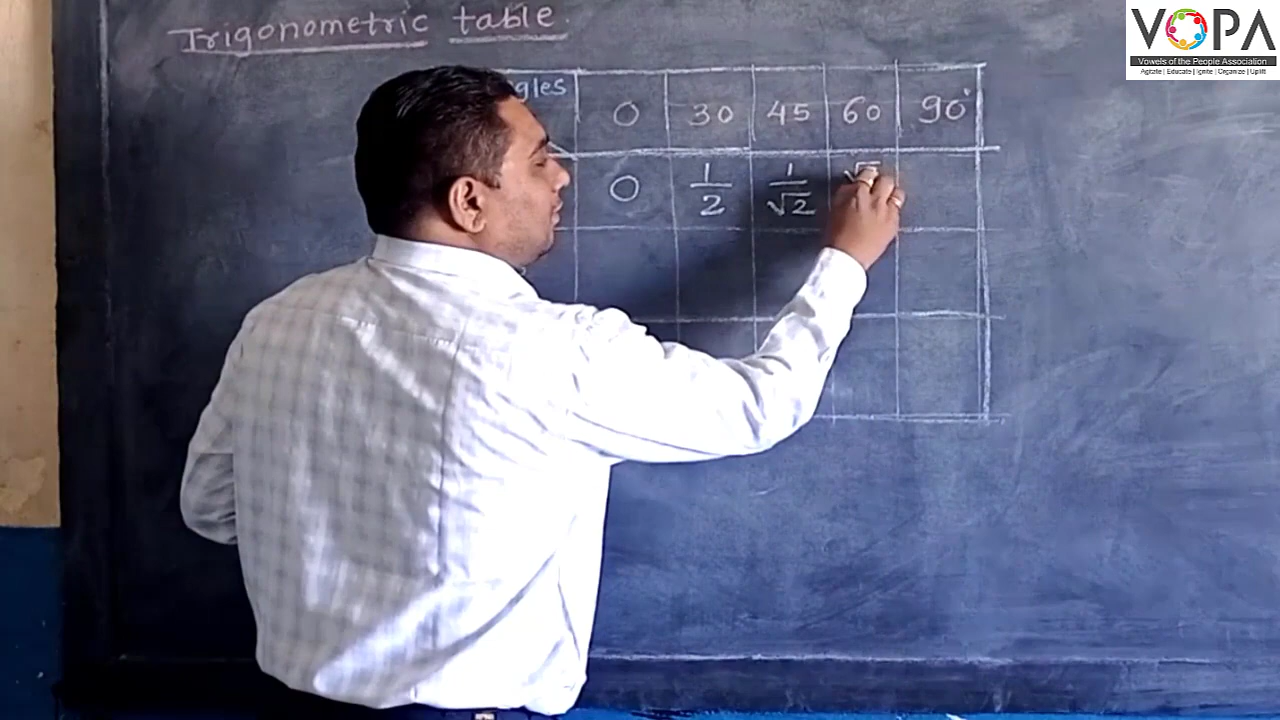 Trigonometric table.
VOPA
Vowels of the People Association
Agitate | Educate | Ignite | Organize | Uplift
0 30 45 60 90°
0 1/2 1/√2